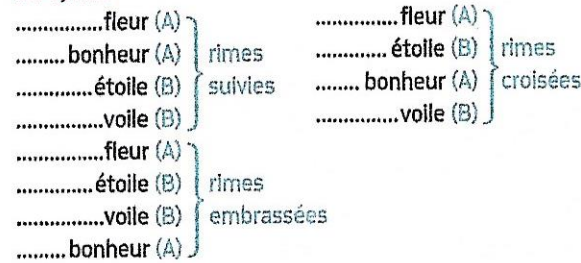 ...............fleur (A)
......... bonheur (A) rimes
..............étoile (B) suivies
................voile (B)
................fleur (A)
..............étoile (B) rimes
................voile (B) embrassées
......... bonheur (A)
...............fleur (A)
.............. étoile (B) rimes
........ bonheur (A) croisées
................voile (B)